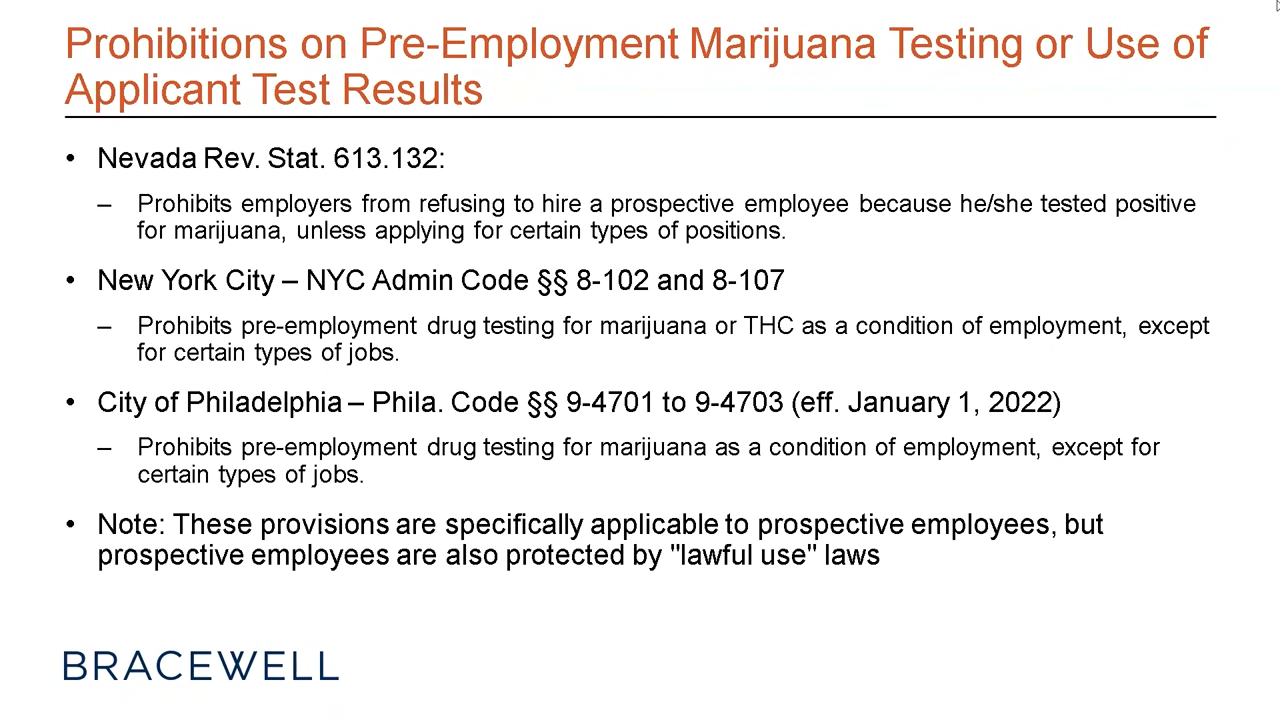 Prohibitions on Pre-Employment Marijuana Testing or Use of
Applicant Test Results
• Nevada Rev. Stat. 613.132:
– Prohibits employers from refusing to hire a prospective employee because he/she tested positive
for marijuana, unless applying for certain types of positions.
• New York City – NYC Admin Code §§ 8-102 and 8-107
– Prohibits pre-employment drug testing for marijuana or THC as a condition of employment, except
for certain types of jobs.
• City of Philadelphia – Phila. Code §§ 9-4701 to 9-4703 (eff. January 1, 2022)
– Prohibits pre-employment drug testing for marijuana as a condition of employment, except for
certain types of jobs.
• Note: These provisions are specifically applicable to prospective employees, but
prospective employees are also protected by "lawful use" laws
BRACEWELL